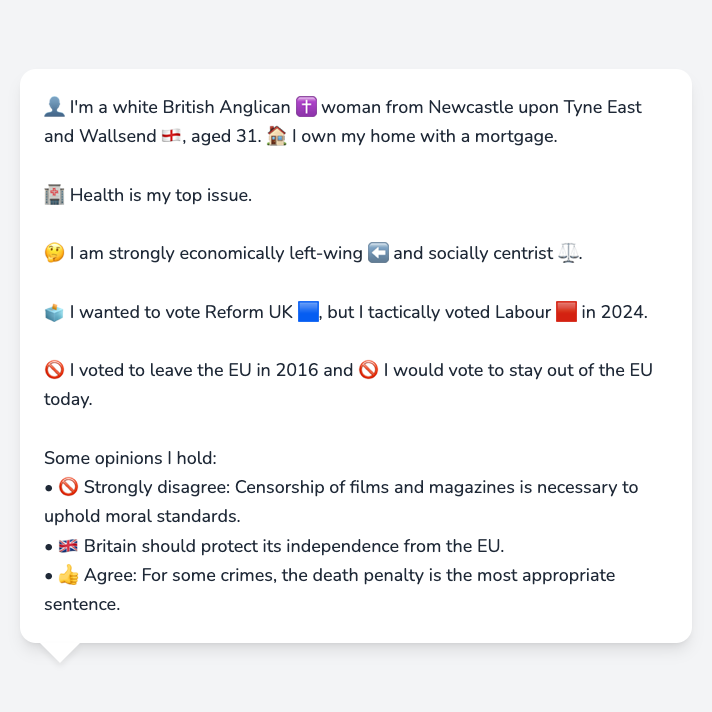 👤 I'm a white British Anglican ✝️ woman from Newcastle upon Tyne East
and Wallsend 🏴󠁧󠁢󠁥󠁮󠁧󠁿, aged 31. 🏠 I own my home with a mortgage.
🏥 Health is my top issue.
🤔 I am strongly economically left-wing ⬅️ and socially centrist ⚖️.
🗳️ I wanted to vote Reform UK 🟦, but I tactically voted Labour 🟥 in 2024.
🚫 I voted to leave the EU in 2016 and 🚫 I would vote to stay out of the EU
today.
Some opinions I hold:
• 🚫 Strongly disagree: Censorship of films and magazines is necessary to
uphold moral standards.
• 🇬🇧 Britain should protect its independence from the EU.
• 👍 Agree: For some crimes, the death penalty is the most appropriate
sentence.